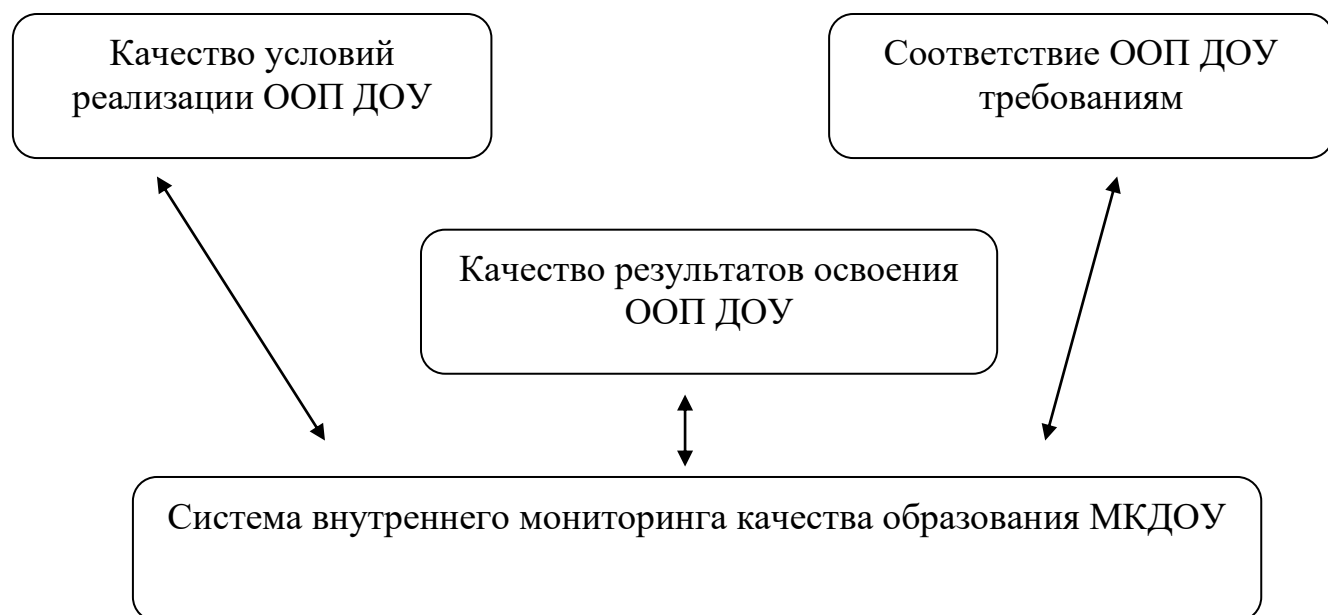 Качество условий
реализации ООП ДОУ
Соответствие ООП ДОУ
требованиям
Качество результатов освоения
ООП ДОУ
Система внутреннего мониторинга качества образования МКДОУ